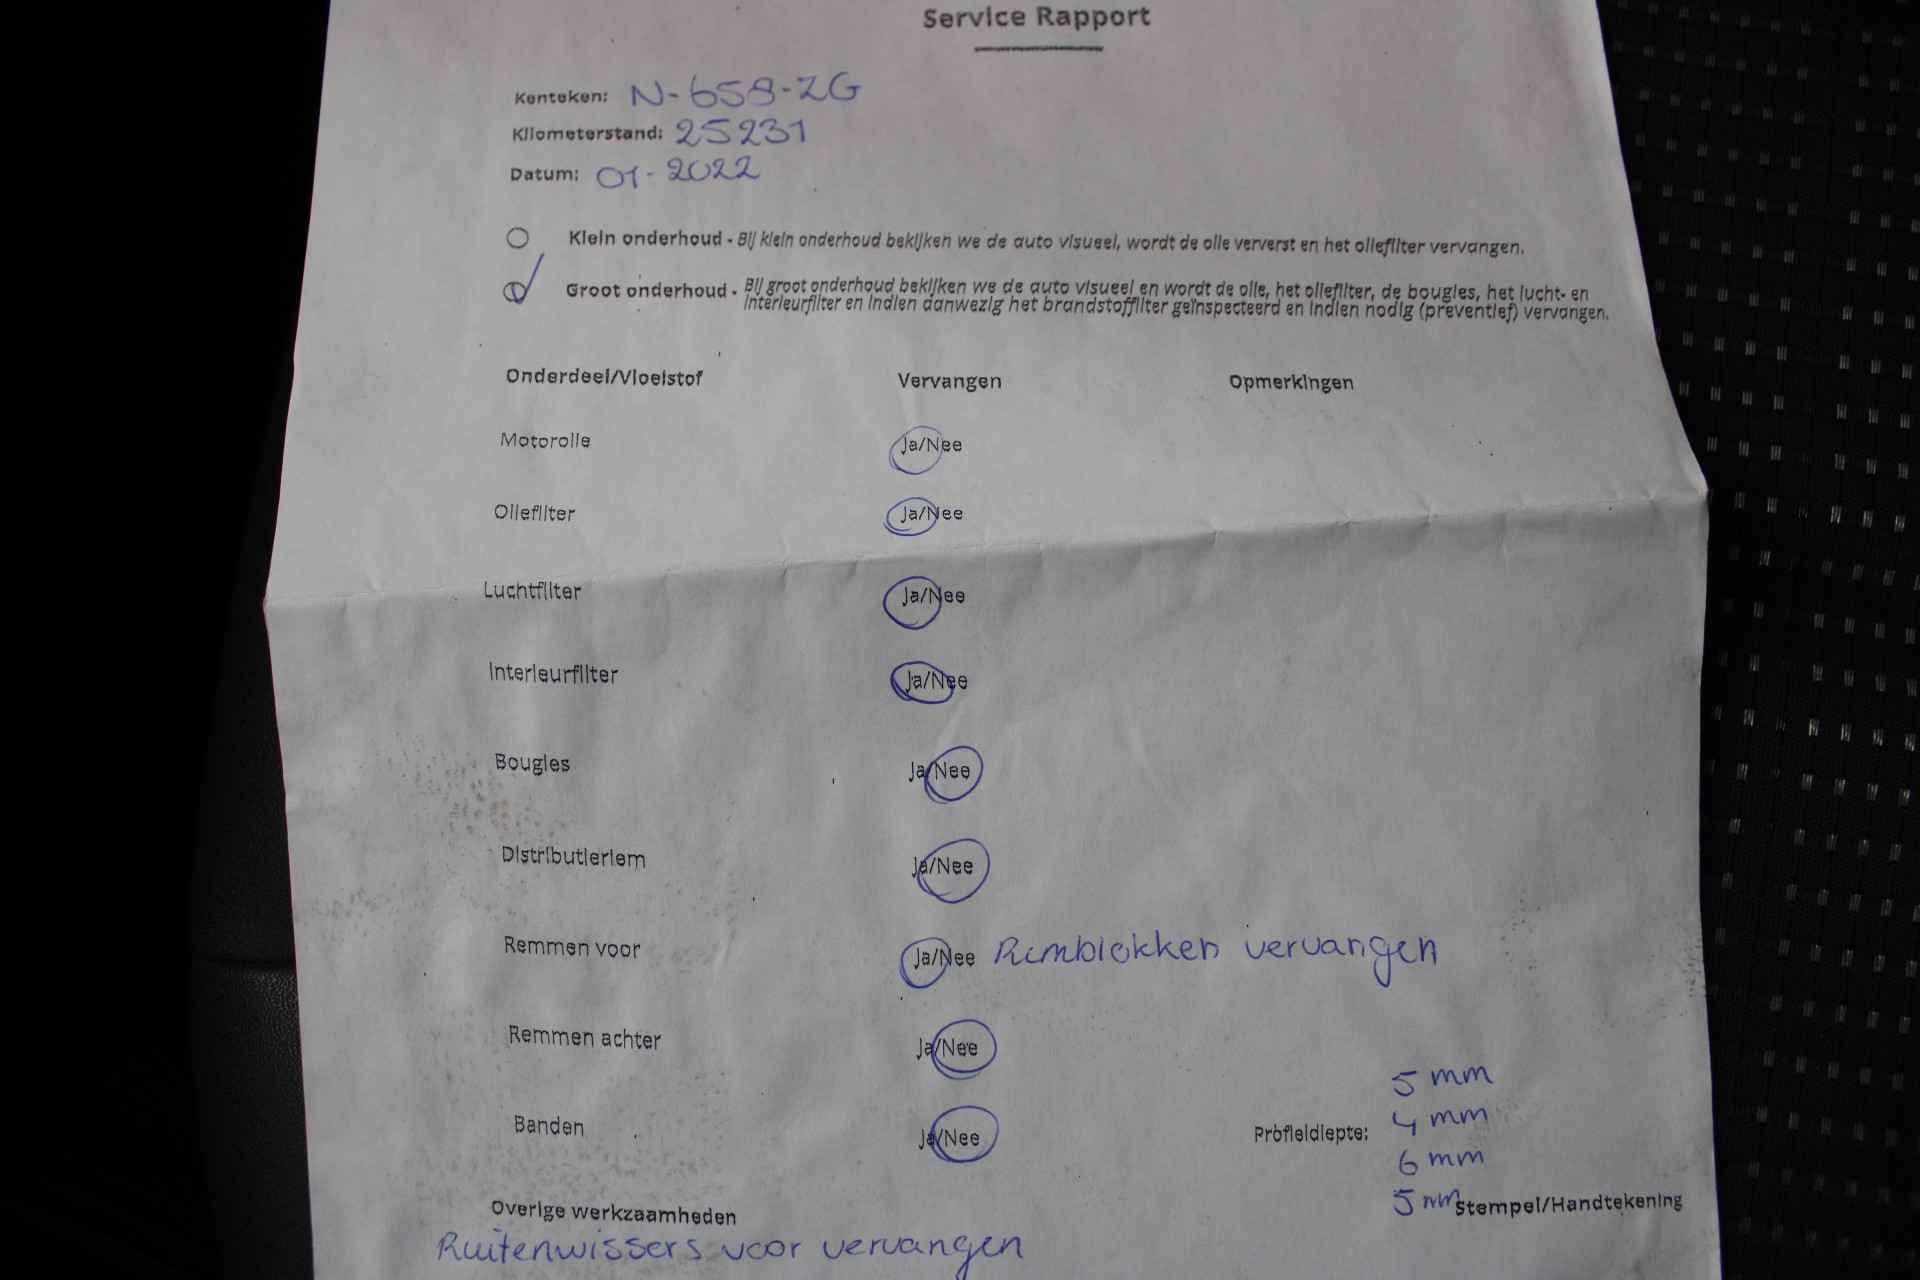 Service Rapport
Kenteken: N-659-ZG
Kilometerstand: 25231
Datum: 01-2022
Klein onderhoud - Bij klein onderhoud bekijken we de auto visueel, wordt de olie ververst en het oliefilter vervangen.
Groot onderhoud - Bij groot onderhoud bekijken we de auto visueel en wordt de olie, het oliefilter, de bougies, het lucht- en
interieurfilter en indien aanwezig het brandstoffilter geïnspecteerd en indien nodig (preventief) vervangen.
Onderdeel/Vloeistof Vervangen Opmerkingen
Motorolie Ja/Nee
Oliefilter Ja/Nee
Luchtfilter Ja/Nee
Interieurfilter Ja/Nee
Bougies Ja/Nee
Distributieriem Ja/Nee
Remmen voor Ja/Nee Remblokken vervangen
Remmen achter Ja/Nee
Banden Ja/Nee Profieldiepte: 5 mm
4 mm
6 mm
5 mm
Overige werkzaamheden Stempel/Handtekening
Ruitenwissers voor vervangen